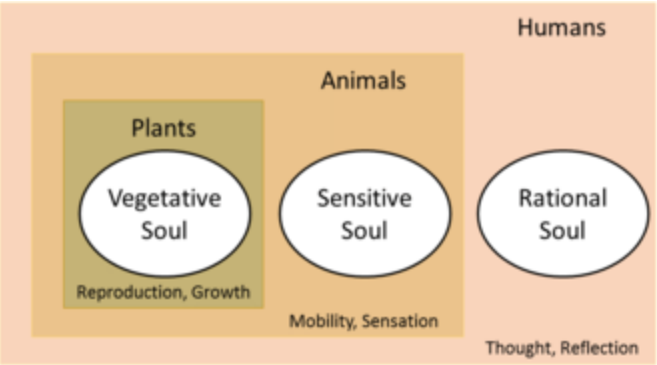 Humans
Animals
Plants
Vegetative
Soul
Sensitive
Soul
Rational
Soul
Reproduction, Growth
Mobility, Sensation
Thought, Reflection